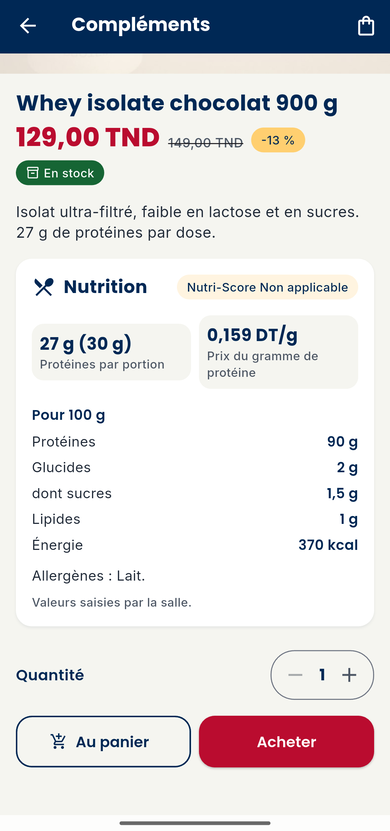 Compléments
Whey isolate chocolat 900 g
129,00 TND 149,00 TND -13 %
En stock
Isolat ultra-filtré, faible en lactose et en sucres.
27 g de protéines par dose.
Nutrition
Nutri-Score Non applicable
27 g (30 g)
Protéines par portion
0,159 DT/g
Prix du gramme de
protéine
Pour 100 g
Protéines 90 g
Glucides 2 g
dont sucres 1,5 g
Lipides 1 g
Énergie 370 kcal
Allergènes : Lait.
Valeurs saisies par la salle.
Quantité 1
Au panier
Acheter